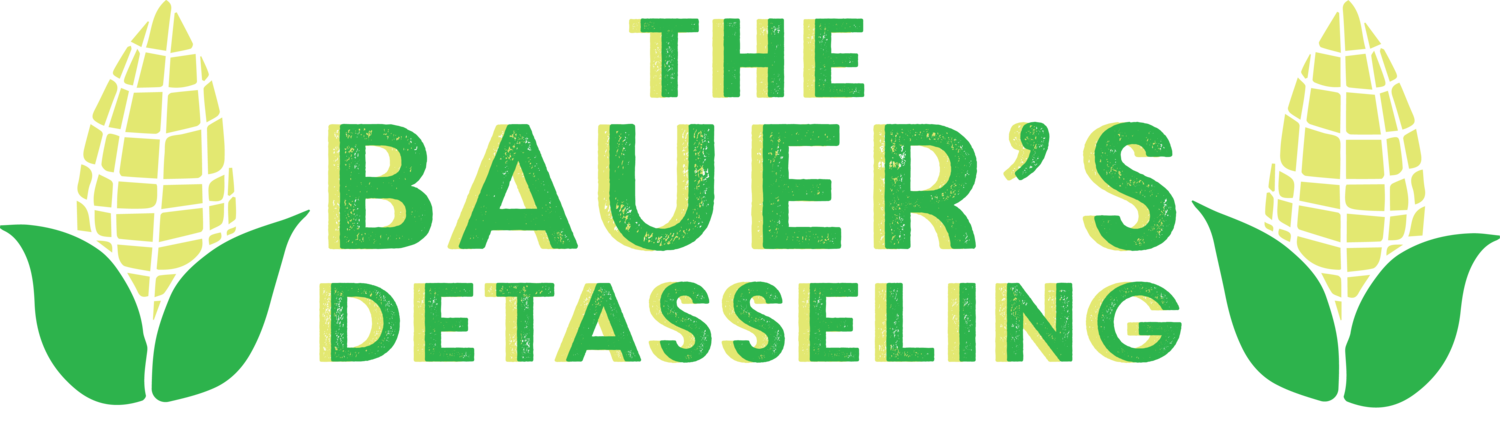 THE
BAUER’S
DETASSELING